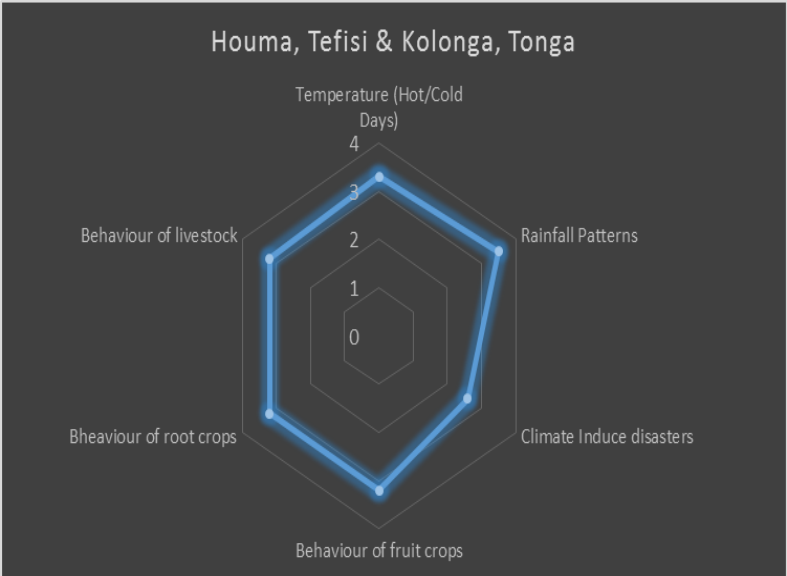 Houma, Tefisi & Kolonga, Tonga
Temperature (Hot/Cold
Days)
4
3
2
1
0
Behaviour of livestock
Rainfall Patterns
Bheaviour of root crops
Climate Induce disasters
Behaviour of fruit crops